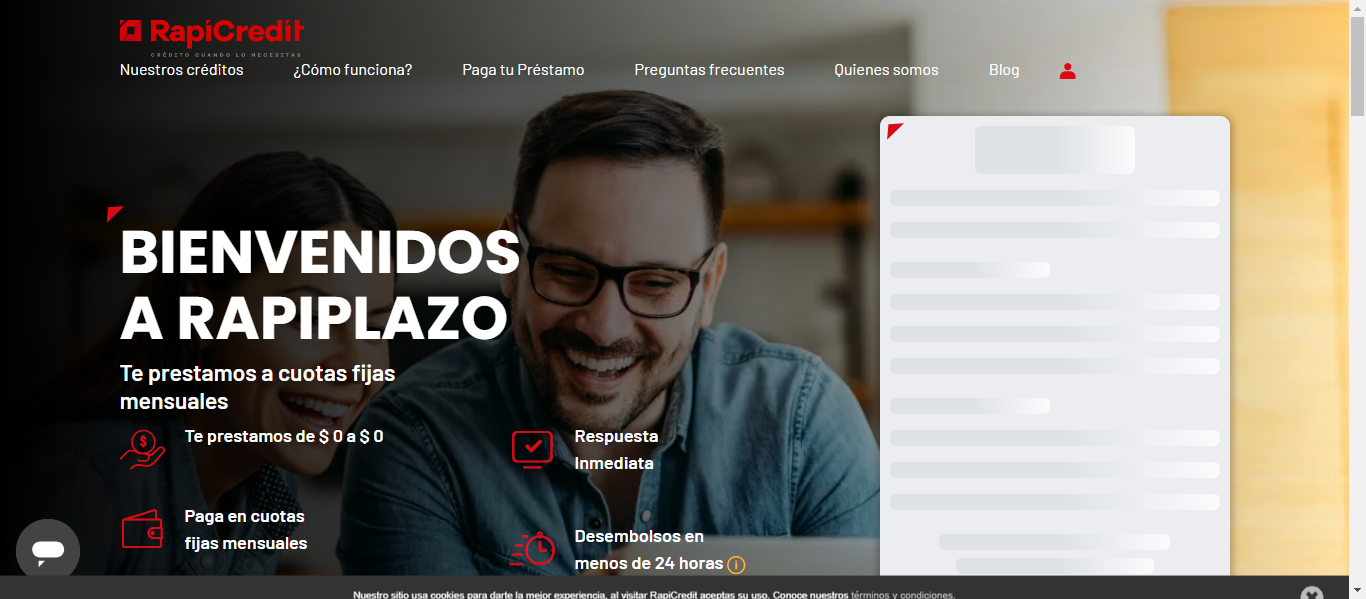 RapiCredit
CRÉDITO CUANDO LO NECESITAS
Nuestros créditos
¿Cómo funciona?
Paga tu Préstamo
Preguntas frecuentes
Quienes somos
Blog
BIENVENIDOS
A RAPIPLAZO
Te prestamos a cuotas fijas
mensuales
Te prestamos de $ 0 a $ 0
Respuesta
Inmediata
Paga en cuotas
fijas mensuales
Desembolsos en
menos de 24 horas
Nuestro sitio usa cookies para darte la mejor experiencia, al visitar RapiCredit aceptas su uso. Conoce nuestros términos y condiciones.